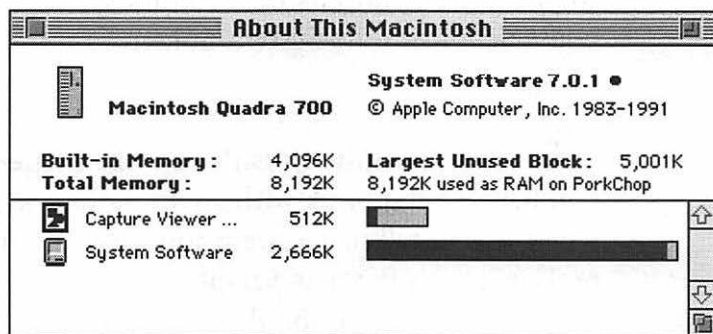 About This Macintosh
System Software 7.0.1 •
Macintosh Quadra 700
© Apple Computer, Inc. 1983-1991
Built-in Memory: 4,096K
Largest Unused Block: 5,001K
Total Memory: 8,192K
8,192K used as RAM on PorkChop
Capture Viewer ... 512K
System Software 2,666K